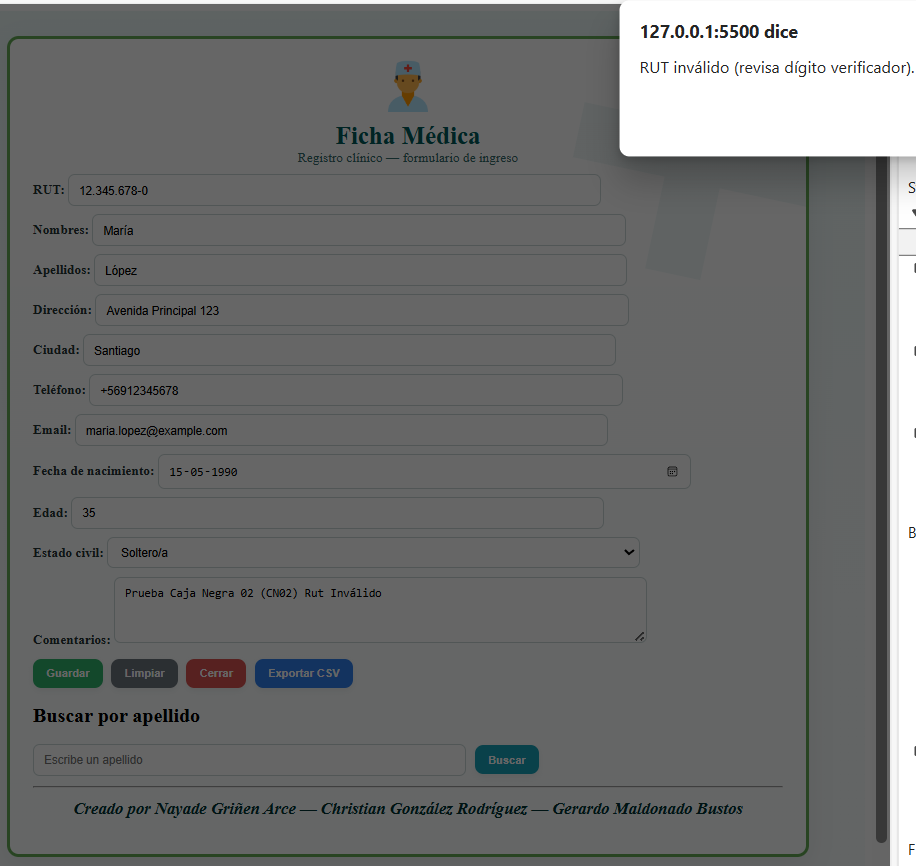 127.0.0.1:5500 dice
RUT inválido (revisa dígito verificador).
Ficha Médica
Registro clínico — formulario de ingreso
RUT: 12.345.678-0
Nombres: María
Apellidos: López
Dirección: Avenida Principal 123
Ciudad: Santiago
Teléfono: +56912345678
Email: maria.lopez@example.com
Fecha de nacimiento: 15-05-1990
Edad: 35
Estado civil: Soltero/a
Prueba Caja Negra 02 (CN02) Rut Inválido
Comentarios:
Guardar Limpiar Cerrar Exportar CSV
Buscar por apellido
Escribe un apellido Buscar
Creado por Nayade Griñen Arce — Christian González Rodríguez — Gerardo Maldonado Bustos